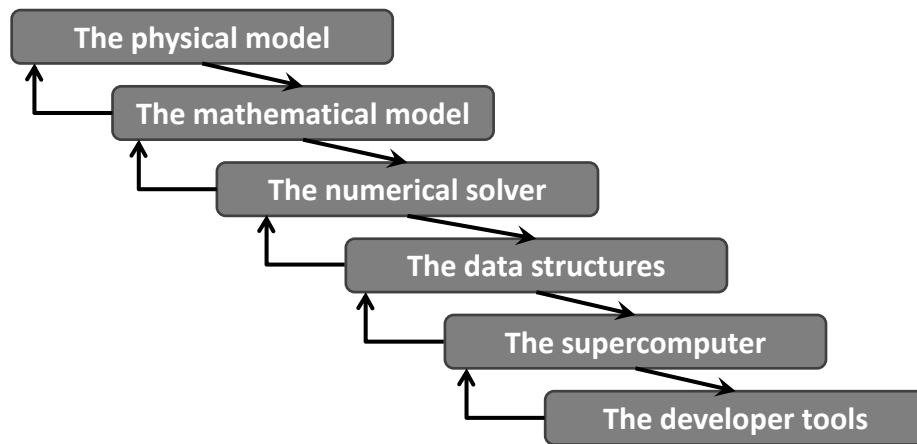 The physical model
The mathematical model
The numerical solver
The data structures
The supercomputer
The developer tools